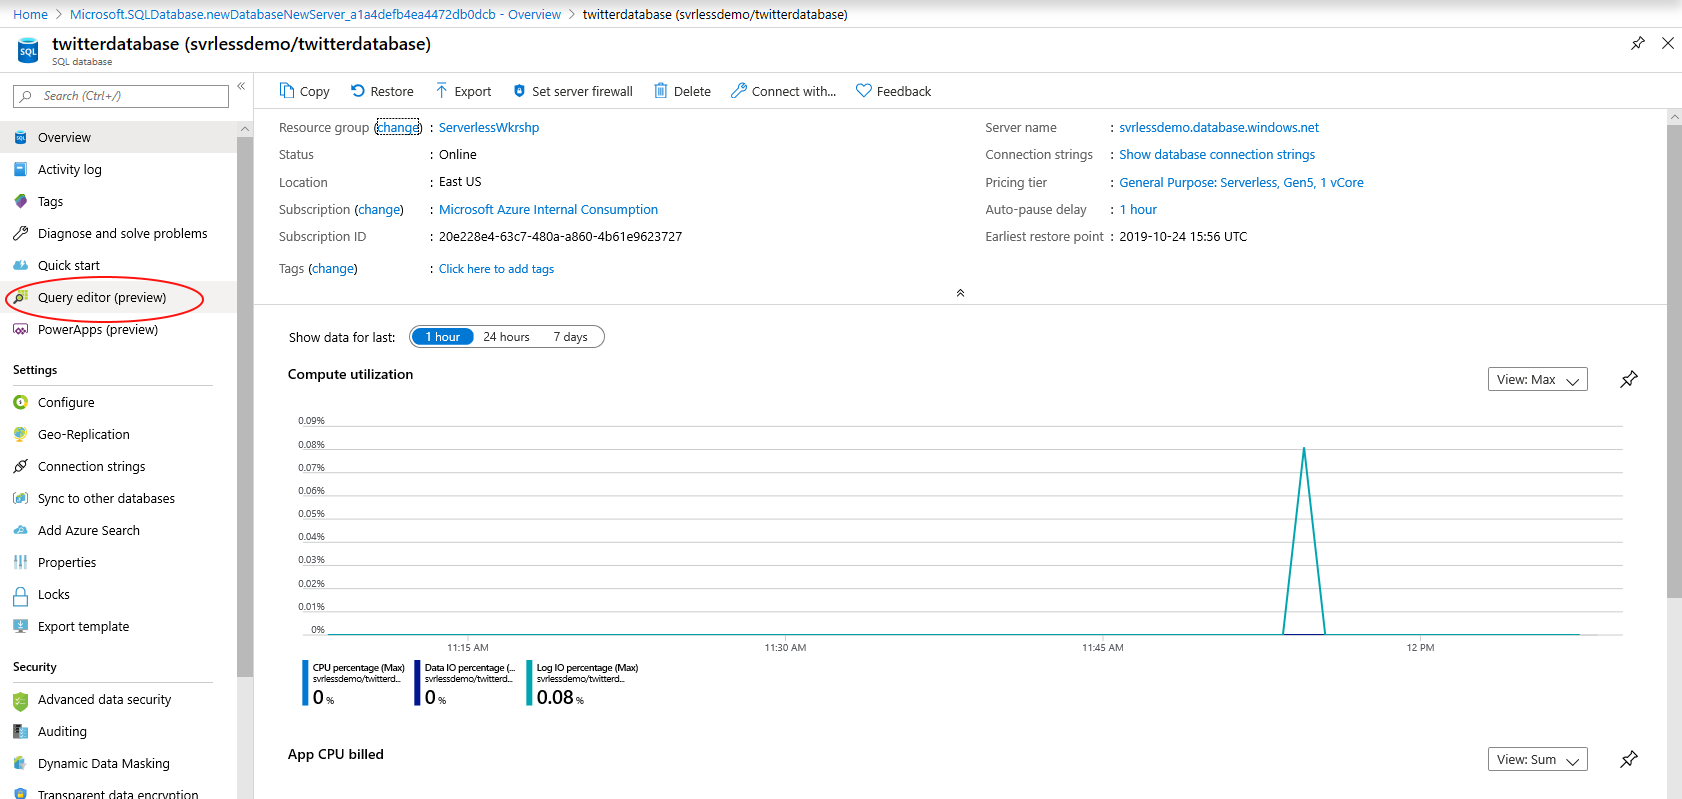 Home > Microsoft.SQLDatabase.newDatabaseNewServer_a1a4defb4ea4472db0dcb - Overview > twitterdatabase (svrlessdemo/twitterdatabase)
twitterdatabase (svrlessdemo/twitterdatabase)
SQL database
Search (Ctrl+/)
Overview
Activity log
Tags
Diagnose and solve problems
Quick start
Query editor (preview)
PowerApps (preview)
Settings
Configure
Geo-Replication
Connection strings
Sync to other databases
Add Azure Search
Properties
Locks
Export template
Security
Advanced data security
Auditing
Dynamic Data Masking
Transparent data encryption
Copy Restore Export Set server firewall Delete Connect with... Feedback
Resource group (change) : ServerlessWkrshp
Status : Online
Location : East US
Subscription (change) : Microsoft Azure Internal Consumption
Subscription ID : 20e228e4-63c7-480a-a860-4b61e9623727
Tags (change) : Click here to add tags
Server name : svrlessdemo.database.windows.net
Connection strings : Show database connection strings
Pricing tier : General Purpose: Serverless, Gen5, 1 vCore
Auto-pause delay : 1 hour
Earliest restore point : 2019-10-24 15:56 UTC
Show data for last: 1 hour 24 hours 7 days
Compute utilization
View: Max
0.09%
0.08%
0.07%
0.06%
0.05%
0.04%
0.03%
0.02%
0.01%
0%
11:15 AM 11:30 AM 11:45 AM 12 PM
CPU percentage (Max)
svrlessdemo/twitterd...
0 %
Data IO percentage (...
svrlessdemo/twitterd...
0 %
Log IO percentage (Max)
svrlessdemo/twitterd...
0.08 %
App CPU billed
View: Sum